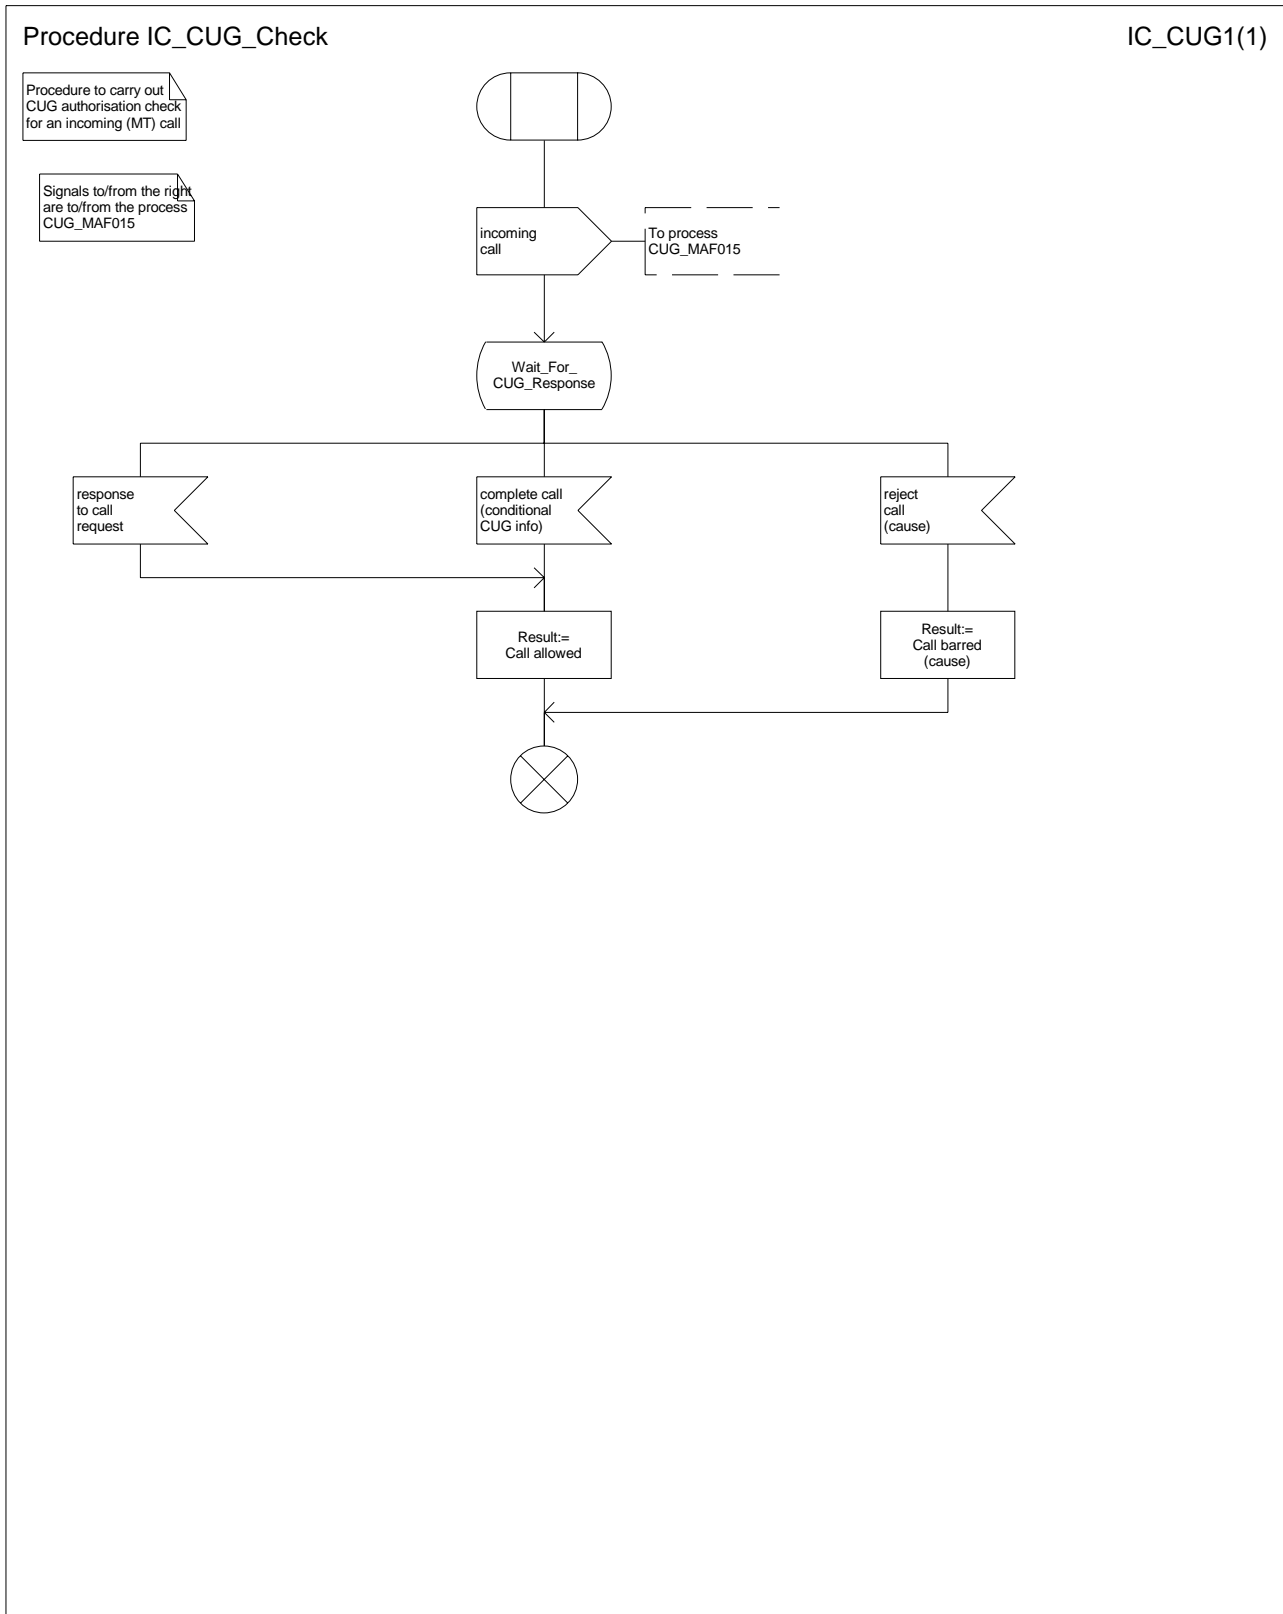 Procedure IC_CUG_Check
IC_CUG1(1)
Procedure to carry out
CUG authorisation check
for an incoming (MT) call
Signals to/from the right
are to/from the process
CUG_MAF015
incoming
call
To process
CUG_MAF015
Wait_For_
CUG_Response
response
to call
request
complete call
(conditional
CUG info)
reject
call
(cause)
Result:=
Call allowed
Result:=
Call barred
(cause)